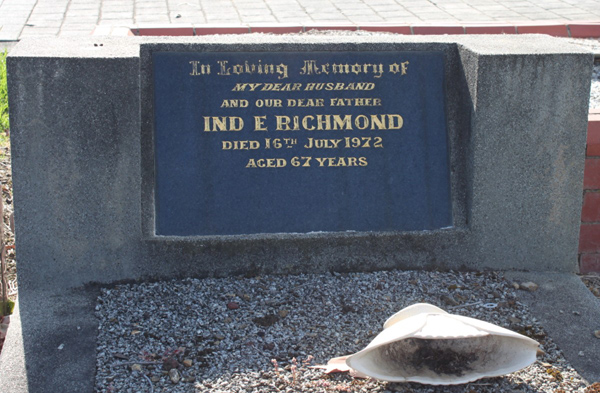 In Loving Memory of
MY DEAR HUSBAND
AND OUR DEAR FATHER
IND E RICHMOND
DIED 16TH JULY 1972
AGED 67 YEARS